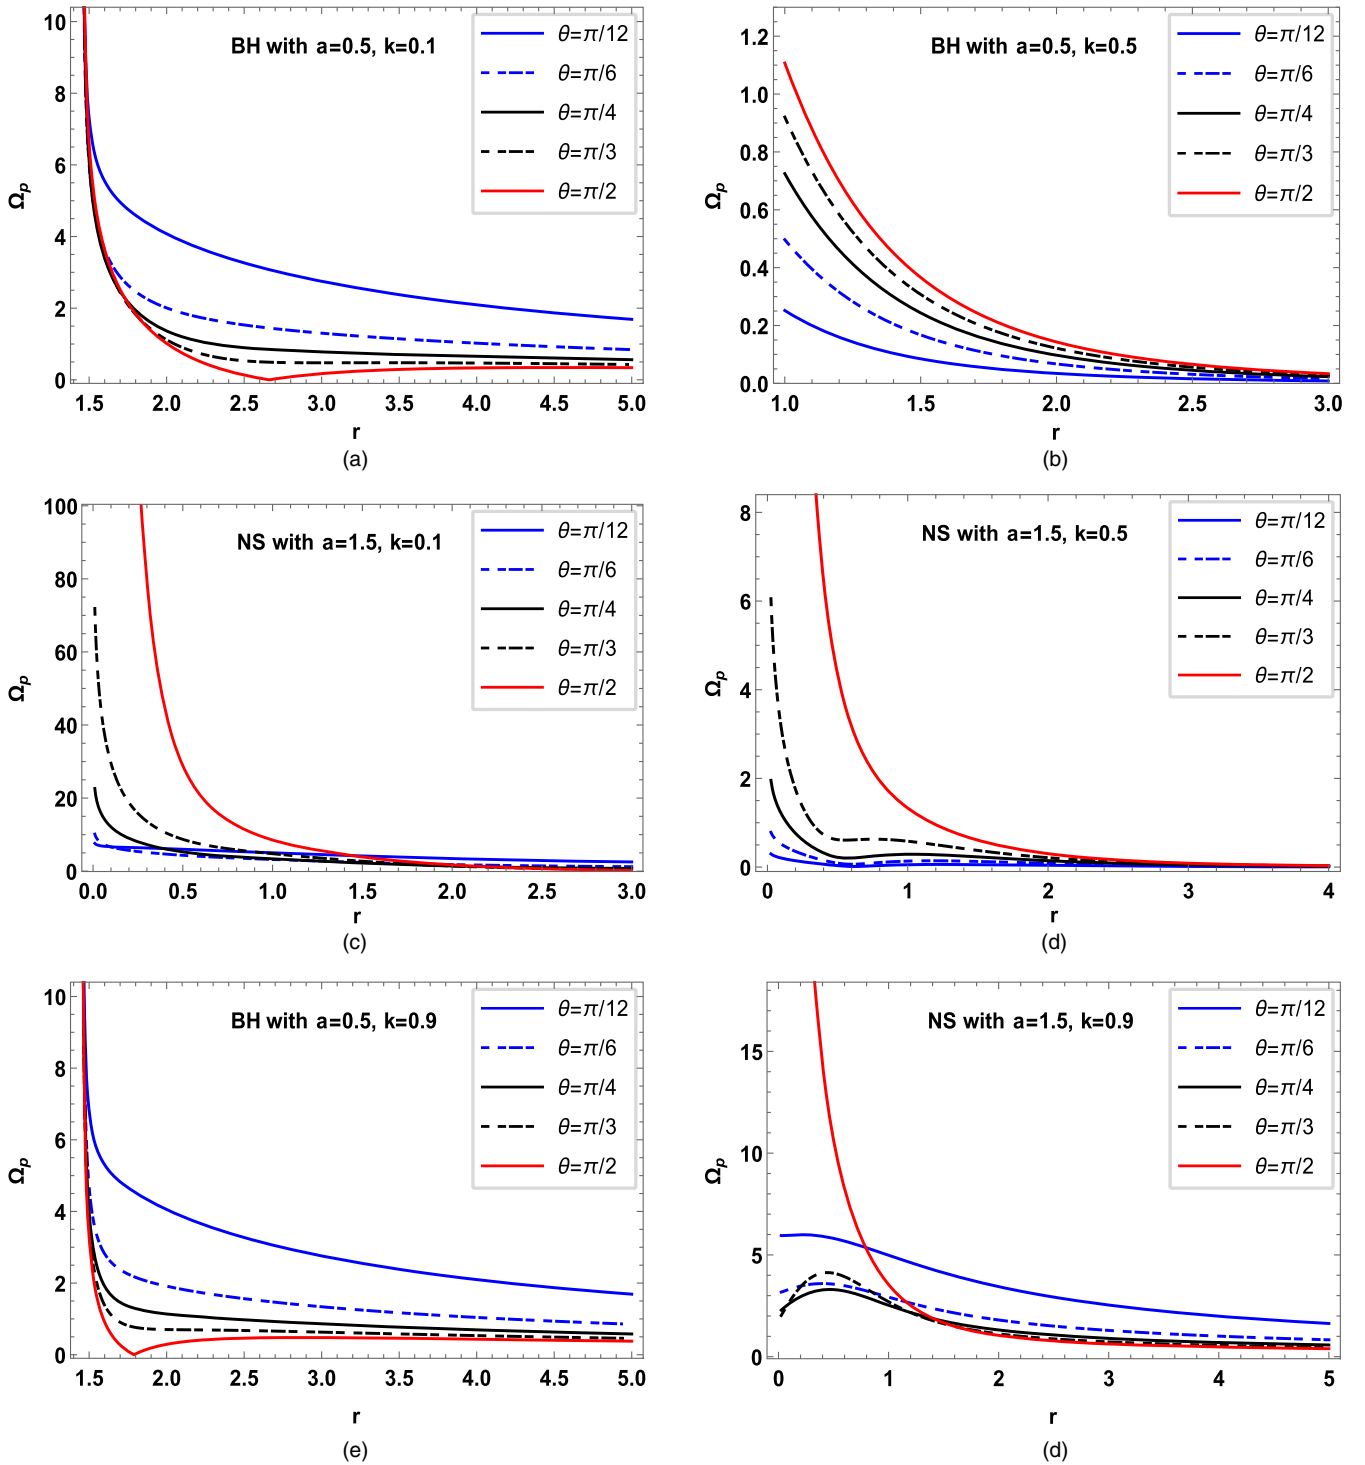 BH with a=0.5, k=0.1
θ=π/12
θ=π/6
θ=π/4
θ=π/3
θ=π/2
10
8
6
4
2
0
Ωp
1.5 2.0 2.5 3.0 3.5 4.0 4.5 5.0
r
(a)
BH with a=0.5, k=0.5
θ=π/12
θ=π/6
θ=π/4
θ=π/3
θ=π/2
1.2
1.0
0.8
0.6
0.4
0.2
0.0
Ωp
1.0 1.5 2.0 2.5 3.0
r
(b)
NS with a=1.5, k=0.1
θ=π/12
θ=π/6
θ=π/4
θ=π/3
θ=π/2
100
80
60
40
20
0
Ωp
0.0 0.5 1.0 1.5 2.0 2.5 3.0
r
(c)
NS with a=1.5, k=0.5
θ=π/12
θ=π/6
θ=π/4
θ=π/3
θ=π/2
8
6
4
2
0
Ωp
0 1 2 3 4
r
(d)
BH with a=0.5, k=0.9
θ=π/12
θ=π/6
θ=π/4
θ=π/3
θ=π/2
10
8
6
4
2
0
Ωp
1.5 2.0 2.5 3.0 3.5 4.0 4.5 5.0
r
(e)
NS with a=1.5, k=0.9
θ=π/12
θ=π/6
θ=π/4
θ=π/3
θ=π/2
15
10
5
0
Ωp
0 1 2 3 4 5
r
(d)